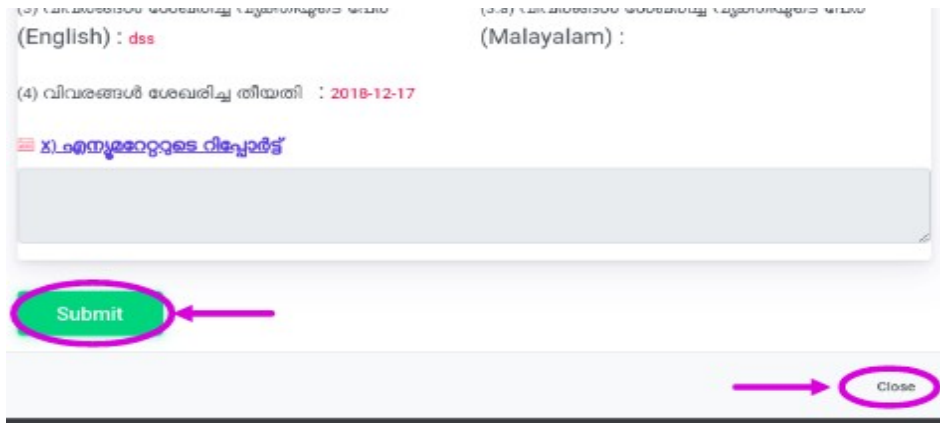 (English) : dss (Malayalam) :
(4) വിവരങ്ങൾ ശേഖരിച്ച തീയതി : 2018-12-17
X) എന്യൂമറേറ്ററുടെ റിപ്പോർട്ട്
Submit
Close